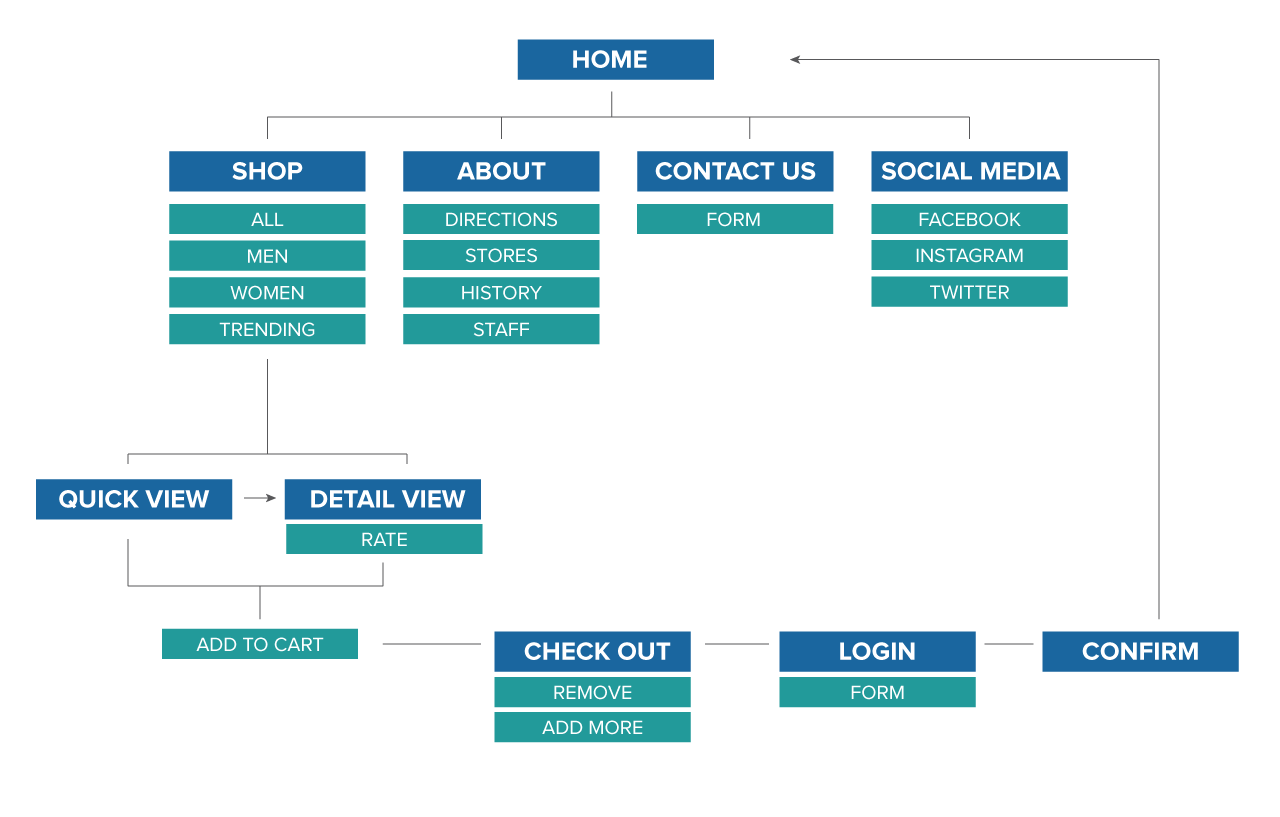 HOME
SHOP
ALL
MEN
WOMEN
TRENDING
ABOUT
DIRECTIONS
STORES
HISTORY
STAFF
CONTACT US
FORM
SOCIAL MEDIA
FACEBOOK
INSTAGRAM
TWITTER
QUICK VIEW
DETAIL VIEW
RATE
ADD TO CART
CHECK OUT
REMOVE
ADD MORE
LOGIN
FORM
CONFIRM